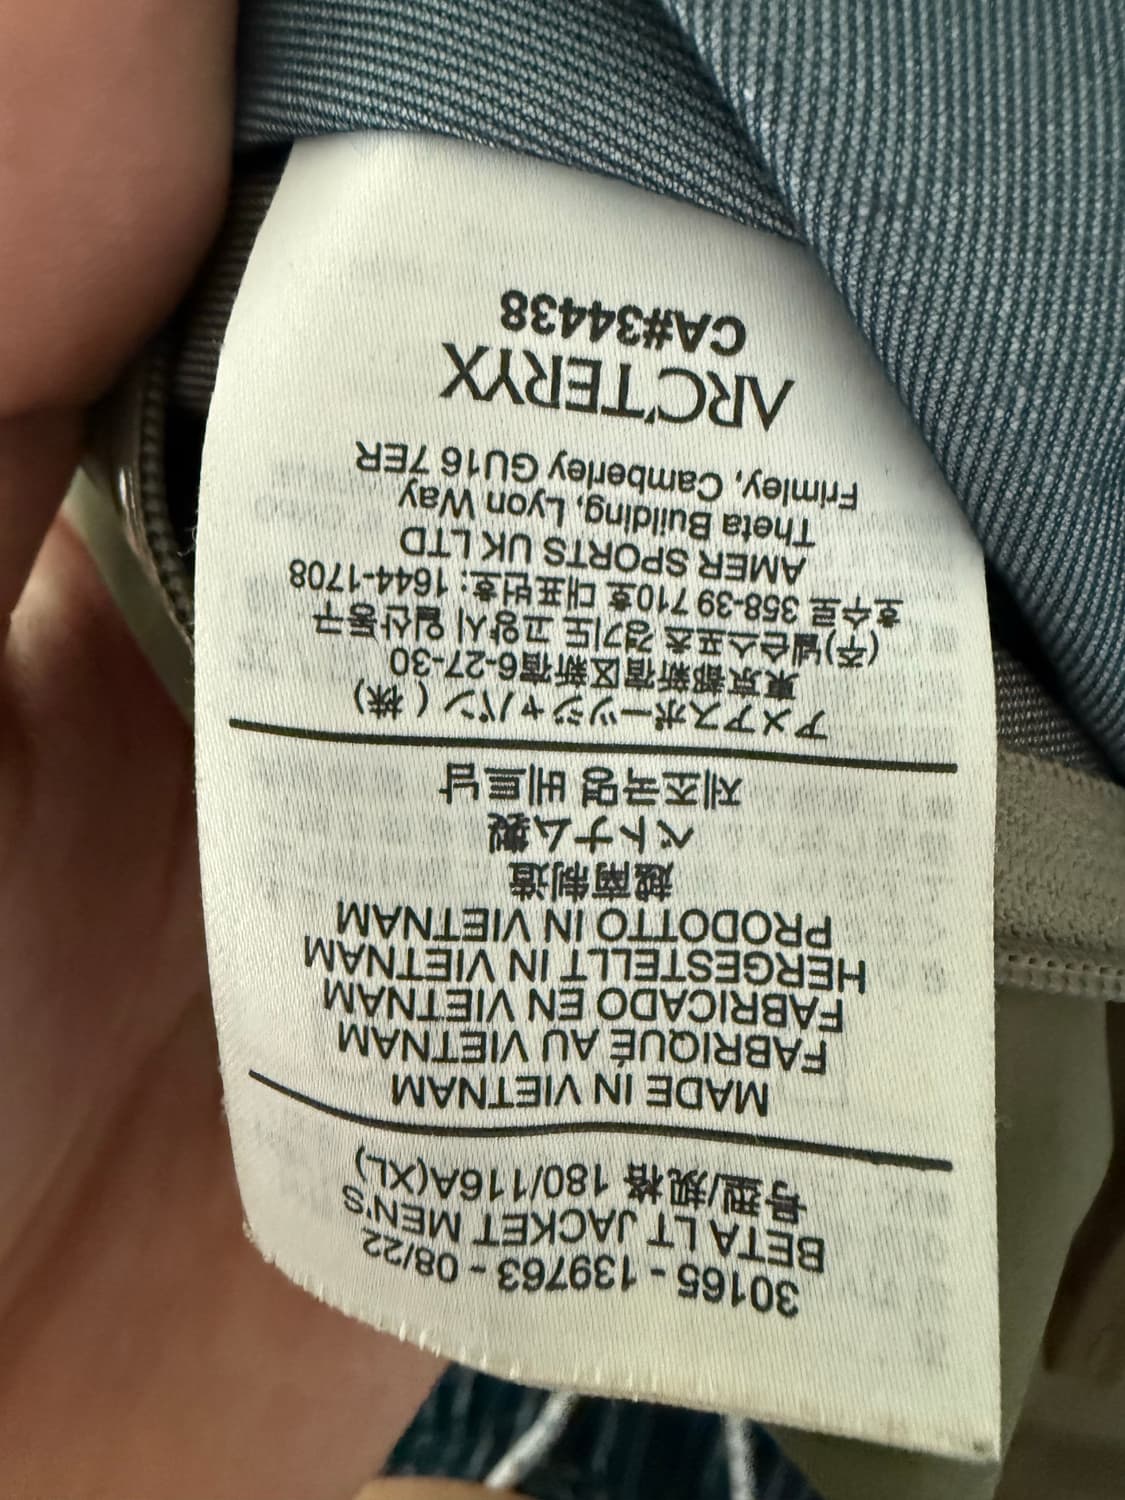 30165 - 139763 - 08/22
BETA LT JACKET MEN'S
号型/规格 180/116A(XL)
MADE IN VIETNAM
FABRIQUÉ AU VIETNAM
FABRICADO EN VIETNAM
HERGESTELLT IN VIETNAM
PRODOTTO IN VIETNAM
越南制造
ベトナム製
제조국명 베트남
アメアスポーツジャパン（株）
東京都新宿区新宿6-27-30
(주)넬슨스포츠 경기도 고양시 일산동구
호수로 358-39 710호 대표번호: 1644-1708
AMER SPORTS UK LTD
Theta Building, Lyon Way
Frimley, Camberley GU16 7ER
ARC'TERYX
CA#34438